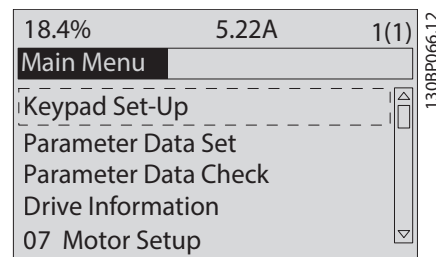 18.4% 5.22A 1(1)
Main Menu
Keypad Set-Up
Parameter Data Set
Parameter Data Check
Drive Information
07 Motor Setup
130BP066.12